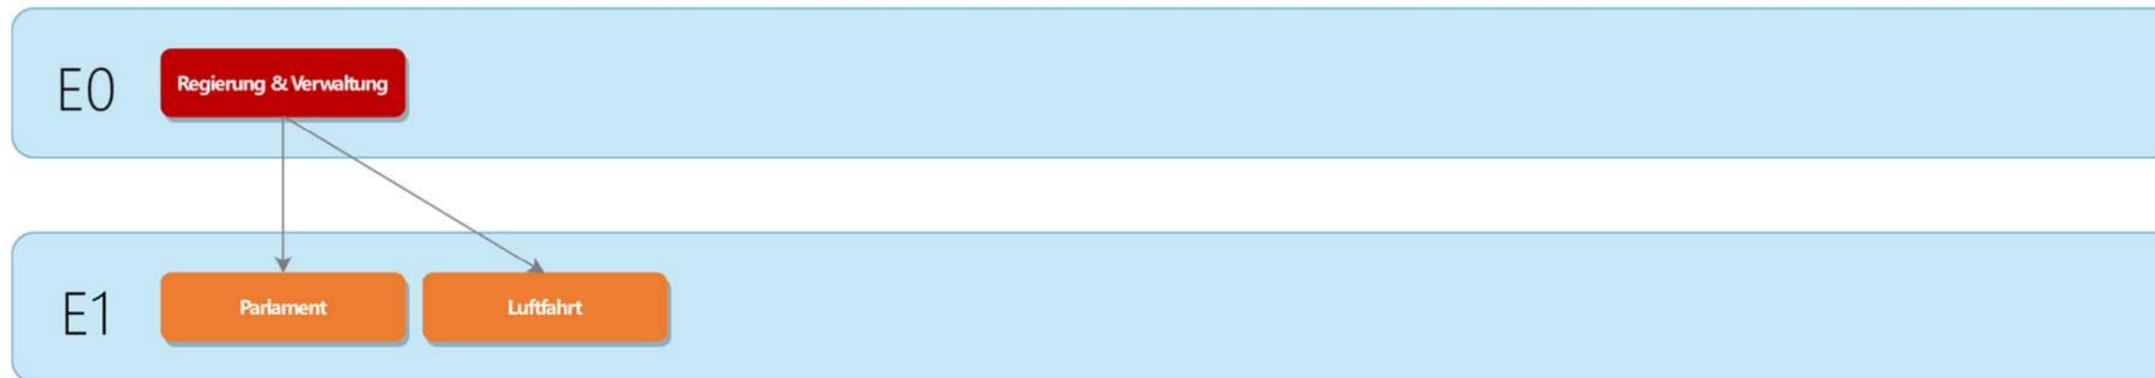 E0
Regierung & Verwaltung
E1
Parlament
Luftfahrt